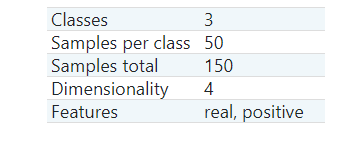 Classes 3
Samples per class 50
Samples total 150
Dimensionality 4
Features real, positive